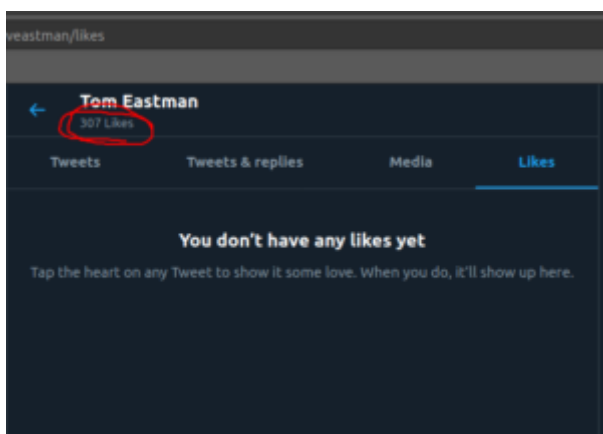 veastman/likes
Tom Eastman
307 Likes
Tweets Tweets & replies Media Likes
You don't have any likes yet
Tap the heart on any Tweet to show it some love. When you do, it'll show up here.